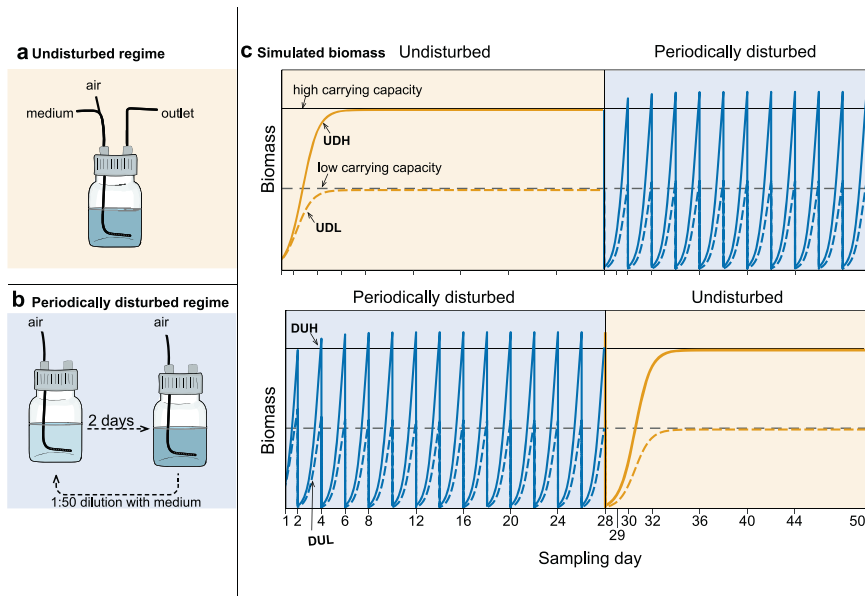 a Undisturbed regime
air
medium
outlet
b Periodically disturbed regime
air
air
2 days
1:50 dilution with medium
c Simulated biomass
Undisturbed
Periodically disturbed
high carrying capacity
UDH
low carrying capacity
UDL
Biomass
Periodically disturbed
Undisturbed
DUH
Biomass
1 2 4 6 8 12 16 20 24 28 29 30 32 36 40 44 50
DUL
Sampling day